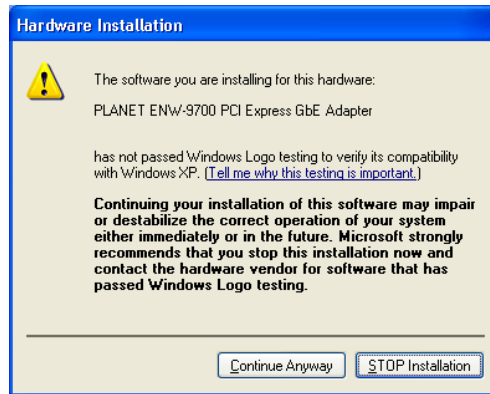 Hardware Installation
The software you are installing for this hardware:
PLANET ENW-9700 PCI Express GbE Adapter
has not passed Windows Logo testing to verify its compatibility
with Windows XP. (Tell me why this testing is important.)
Continuing your installation of this software may impair
or destabilize the correct operation of your system
either immediately or in the future. Microsoft strongly
recommends that you stop this installation now and
contact the hardware vendor for software that has
passed Windows Logo testing.
Continue Anyway
STOP Installation